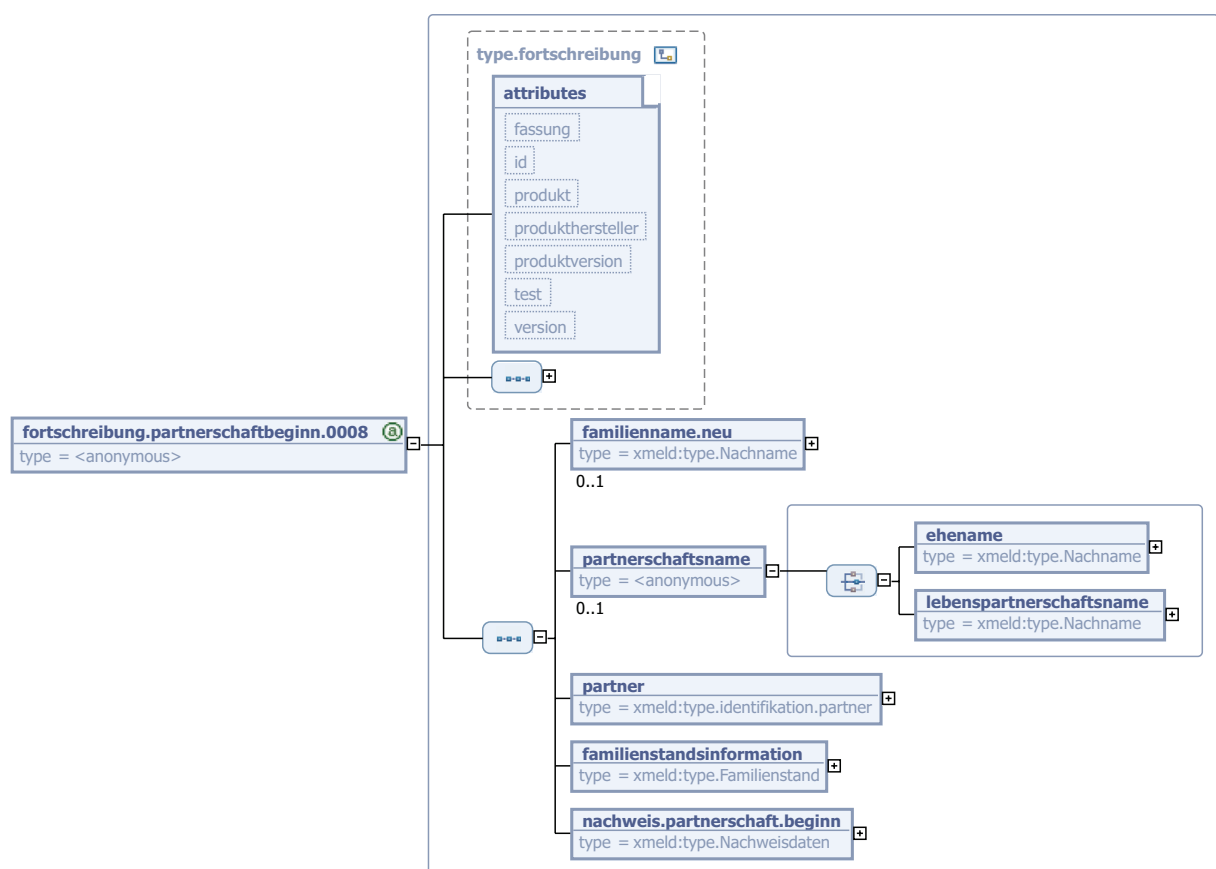 type.fortschreibung
attributes
fassung
id
produkt
produkthersteller
produktversion
test
version
fortschreibung.partnerschaftbeginn.0008 @
type = <anonymous>
familienname.neu
type = xmeld:type.Nachname
0..1
partnerschaftsname
type = <anonymous>
0..1
ehename
type = xmeld:type.Nachname
lebenspartnerschaftsname
type = xmeld:type.Nachname
partner
type = xmeld:type.identifikation.partner
familienstandsinformation
type = xmeld:type.Familienstand
nachweis.partnerschaft.beginn
type = xmeld:type.Nachweisdaten